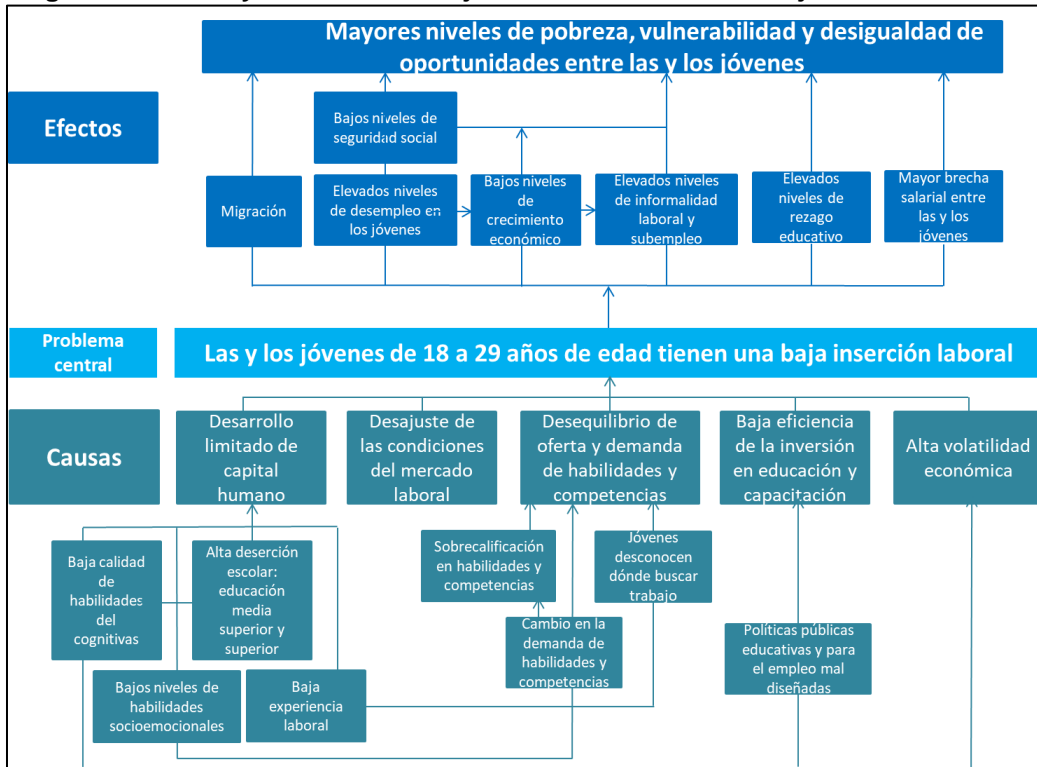 Mayores niveles de pobreza, vulnerabilidad y desigualdad de
oportunidades entre las y los jóvenes
Efectos
Bajos niveles de
seguridad social
Migración
Elevados niveles
de desempleo en
los jóvenes
Bajos niveles
de
crecimiento
económico
Elevados niveles
de informalidad
laboral y
subempleo
Elevados
niveles de
rezago
educativo
Mayor brecha
salarial entre
las y los
jóvenes
Problema
central
Las y los jóvenes de 18 a 29 años de edad tienen una baja inserción laboral
Causas
Desarrollo
limitado de
capital
humano
Desajuste de
las condiciones
del mercado
laboral
Desequilibrio de
oferta y demanda
de habilidades y
competencias
Baja eficiencia
de la inversión
en educación y
capacitación
Alta volatilidad
económica
Baja calidad
de
habilidades
del
cognitivas
Alta deserción
escolar:
educación
media
superior y
superior
Sobrecalificación
en habilidades y
competencias
Jóvenes
desconocen
dónde buscar
trabajo
Cambio en la
demanda de
habilidades y
competencias
Políticas públicas
educativas y para
el empleo mal
diseñadas
Bajos niveles de
habilidades
socioemocionales
Baja
experiencia
laboral